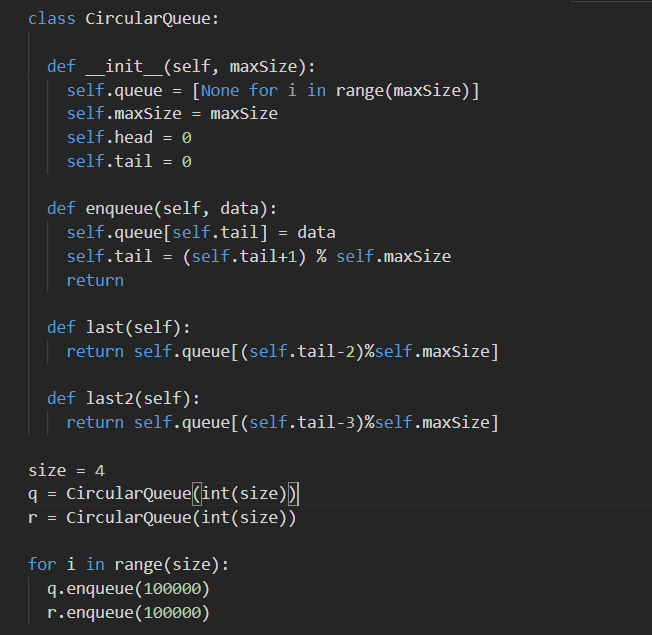 class CircularQueue:
def __init__(self, maxSize):
self.queue = [None for i in range(maxSize)]
self.maxSize = maxSize
self.head = 0
self.tail = 0
def enqueue(self, data):
self.queue[self.tail] = data
self.tail = (self.tail+1) % self.maxSize
return
def last(self):
return self.queue[(self.tail-2)%self.maxSize]
def last2(self):
return self.queue[(self.tail-3)%self.maxSize]
size = 4
q = CircularQueue(int(size))
r = CircularQueue(int(size))
for i in range(size):
q.enqueue(100000)
r.enqueue(100000)